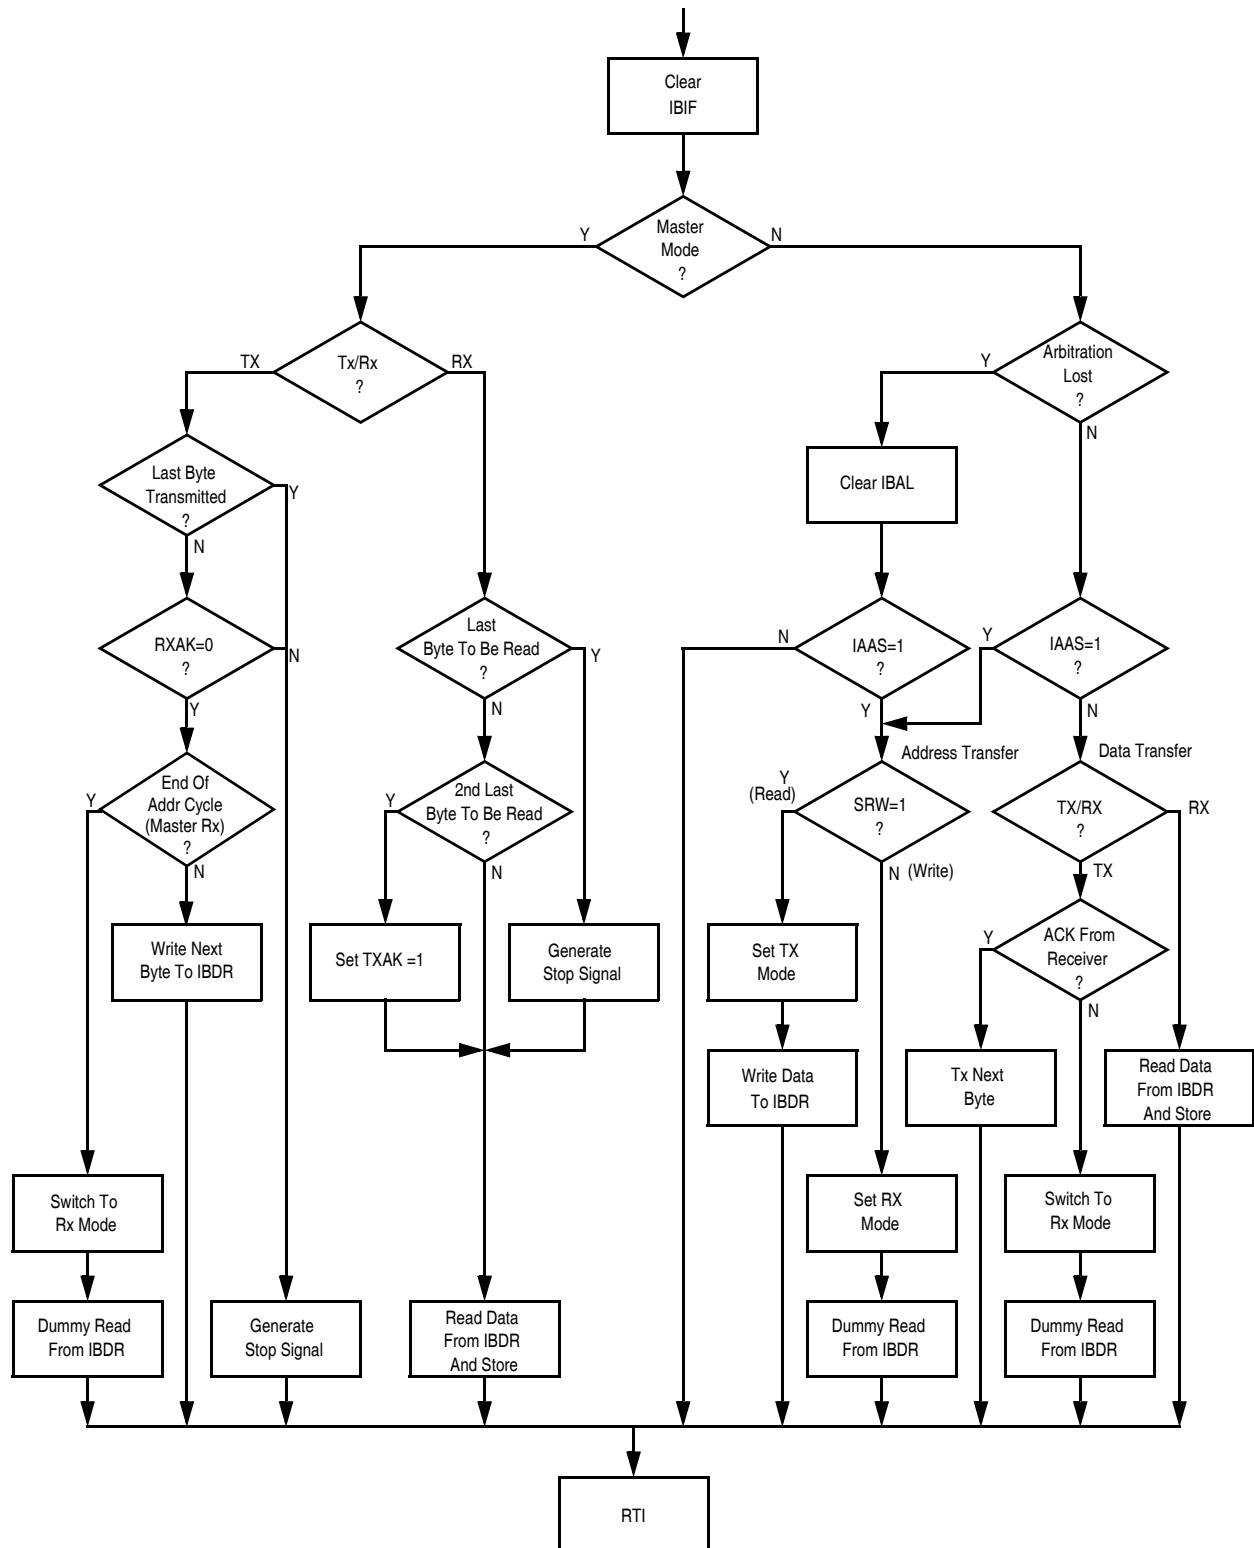 Clear
IBIF
Master
Mode
?
Y
N
Tx/Rx
?
TX
RX
Arbitration
Lost
?
Y
N
Last Byte
Transmitted
?
Y
N
Clear IBAL
RXAK=0
?
N
Y
Last
Byte To Be Read
?
Y
N
IAAS=1
?
N
Y
IAAS=1
?
Y
N
Address Transfer
Data Transfer
End Of
Addr Cycle
(Master Rx)
?
Y
N
2nd Last
Byte To Be Read
?
Y
N
SRW=1
?
Y
(Read)
N (Write)
TX/RX
?
RX
TX
Write Next
Byte To IBDR
Set TXAK =1
Generate
Stop Signal
Set TX
Mode
ACK From
Receiver
?
Y
N
Write Data
To IBDR
Tx Next
Byte
Read Data
From IBDR
And Store
Switch To
Rx Mode
Set RX
Mode
Switch To
Rx Mode
Dummy Read
From IBDR
Generate
Stop Signal
Read Data
From IBDR
And Store
Dummy Read
From IBDR
Dummy Read
From IBDR
RTI